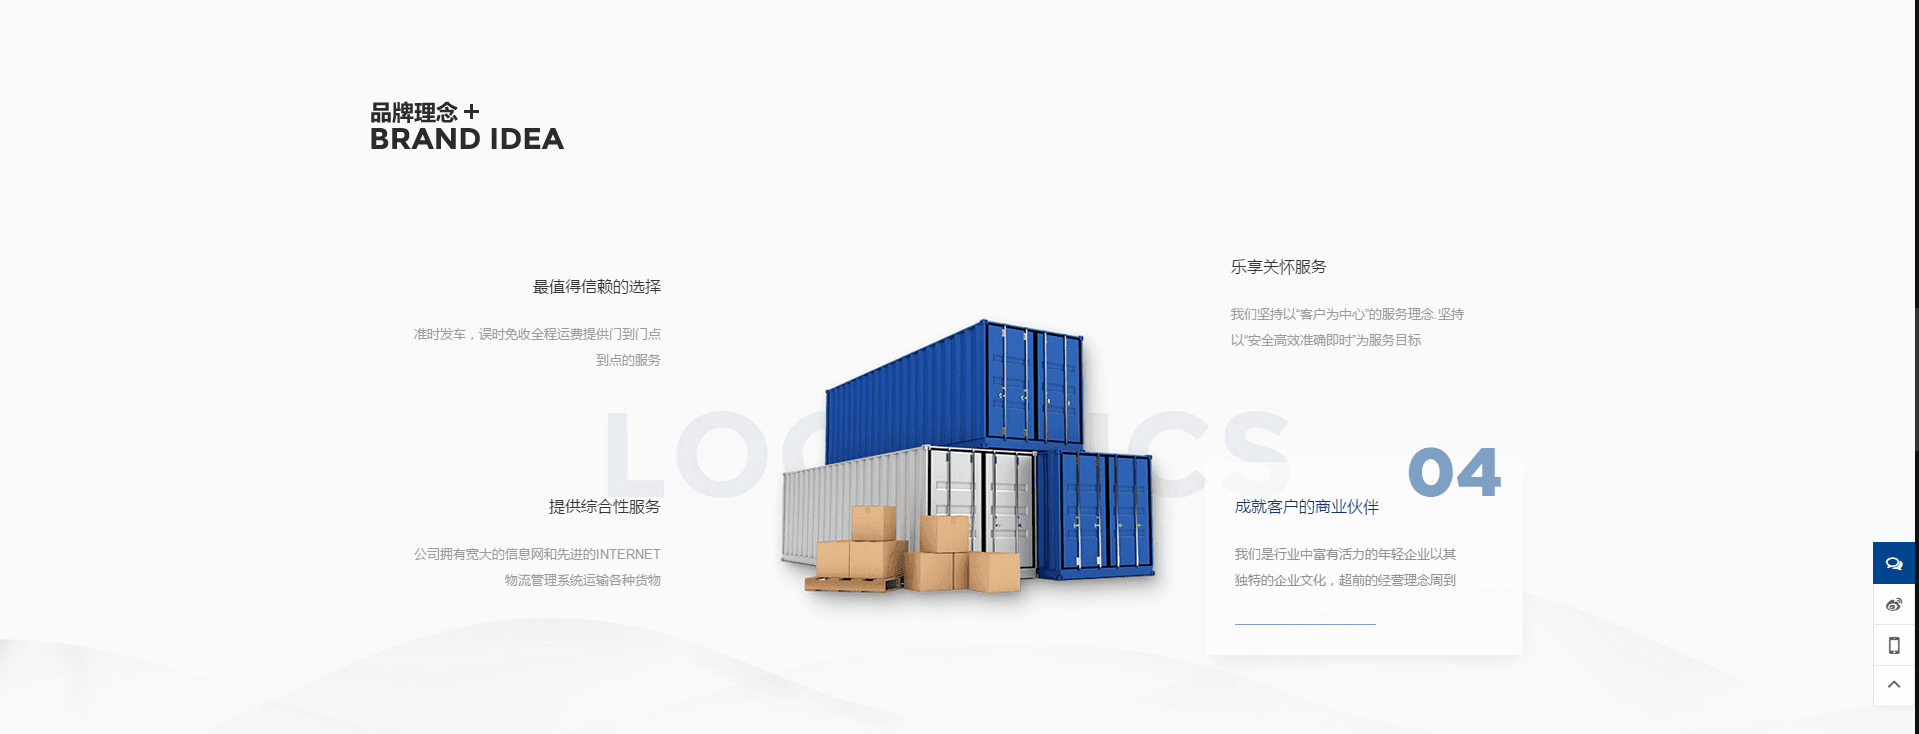 品牌理念 +
BRAND IDEA
最值得信赖的选择
准时发车，误时免收全程运费提供门到门点
到点的服务
乐享关怀服务
我们坚持以“客户为中心”的服务理念.坚持
以“安全高效准确即时”为服务目标
提供综合性服务
公司拥有宽大的信息网和先进的INTERNET
物流管理系统运输各种货物
04
成就客户的商业伙伴
我们是行业中富有活力的年轻企业以其
独特的企业文化，超前的经营理念周到